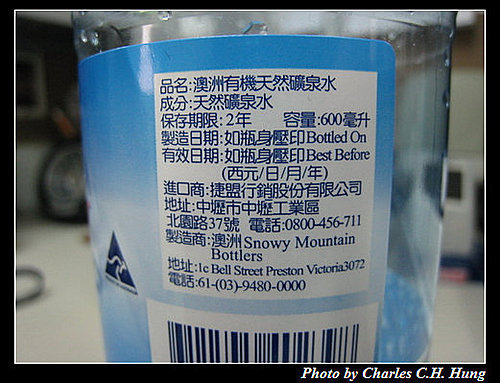 品名:澳洲有機天然礦泉水
成分:天然礦泉水
保存期限:2年 容量:600毫升
製造日期:如瓶身壓印Bottled On
有效日期:如瓶身壓印Best Before
(西元/日/月/年)
進口商:捷盟行銷股份有限公司
地址:中壢市中壢工業區
北園路37號 電話:0800-456-711
製造商:澳洲Snowy Mountain
Bottlers
地址:1c Bell Street Preston Victoria3072
電話:61-(03)-9480-0000
Photo by Charles C.H. Hung